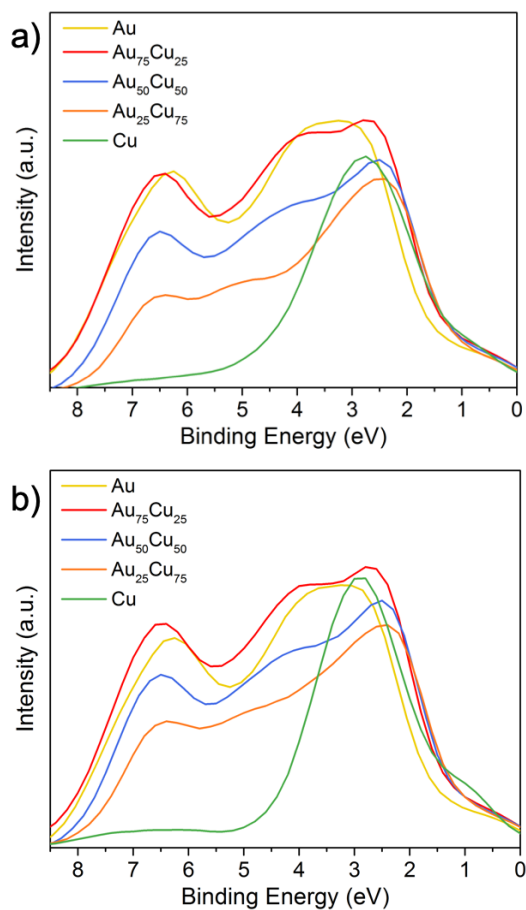 a)
Au
Au₇₅Cu₂₅
Au₅₀Cu₅₀
Au₂₅Cu₇₅
Cu
Intensity (a.u.)
8 7 6 5 4 3 2 1 0
Binding Energy (eV)
b)
Au
Au₇₅Cu₂₅
Au₅₀Cu₅₀
Au₂₅Cu₇₅
Cu
Intensity (a.u.)
8 7 6 5 4 3 2 1 0
Binding Energy (eV)